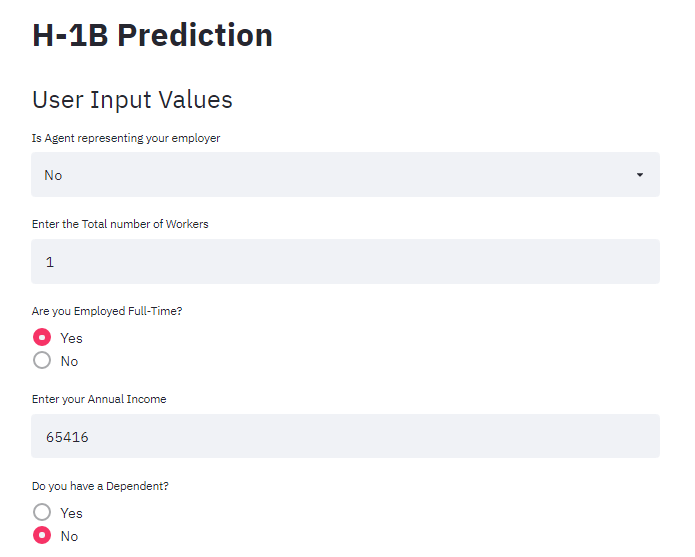 H-1B Prediction
User Input Values
Is Agent representing your employer
No
Enter the Total number of Workers
1
Are you Employed Full-Time?
Yes
No
Enter your Annual Income
65416
Do you have a Dependent?
Yes
No